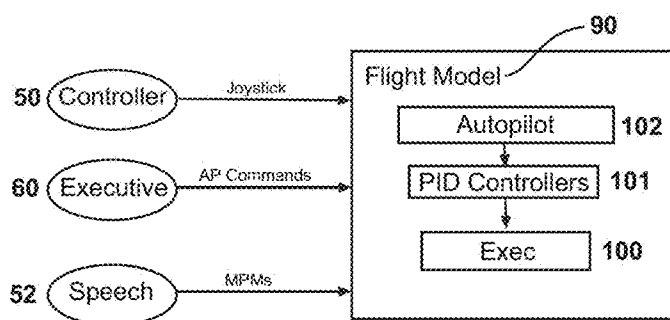 90
Flight Model
50 Controller
Joystick
Autopilot 102
60 Executive
AP Commands
PID Controllers 101
Exec 100
52 Speech
MPMs